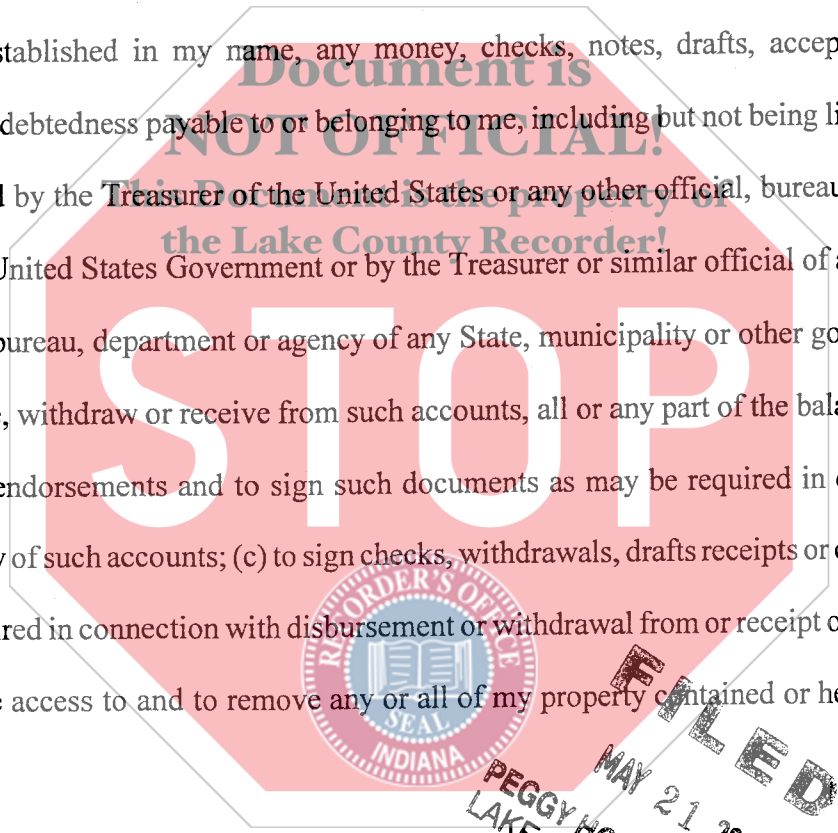 stablished in my name, any money, checks, notes, drafts, accep
Document is
debtedness payable to or belonging to me, including but not being li
NOT OFFICIAL!
by the Treasurer of the United States or any other official, bureau
This Document is the property of
the Lake County Recorder!
United States Government or by the Treasurer or similar official of a
bureau, department or agency of any State, municipality or other go
STOP
, withdraw or receive from such accounts, all or any part of the bala
endorsements and to sign such documents as may be required in
y of such accounts; (c) to sign checks, withdrawals, drafts receipts or
RECORDER'S OFFICE
red in connection with disbursement or withdrawal from or receipt o
access to and to remove any or all of my property contained or he
SEAL
INDIANA
FILED
MAY 21
PEGGY HO
LAKE